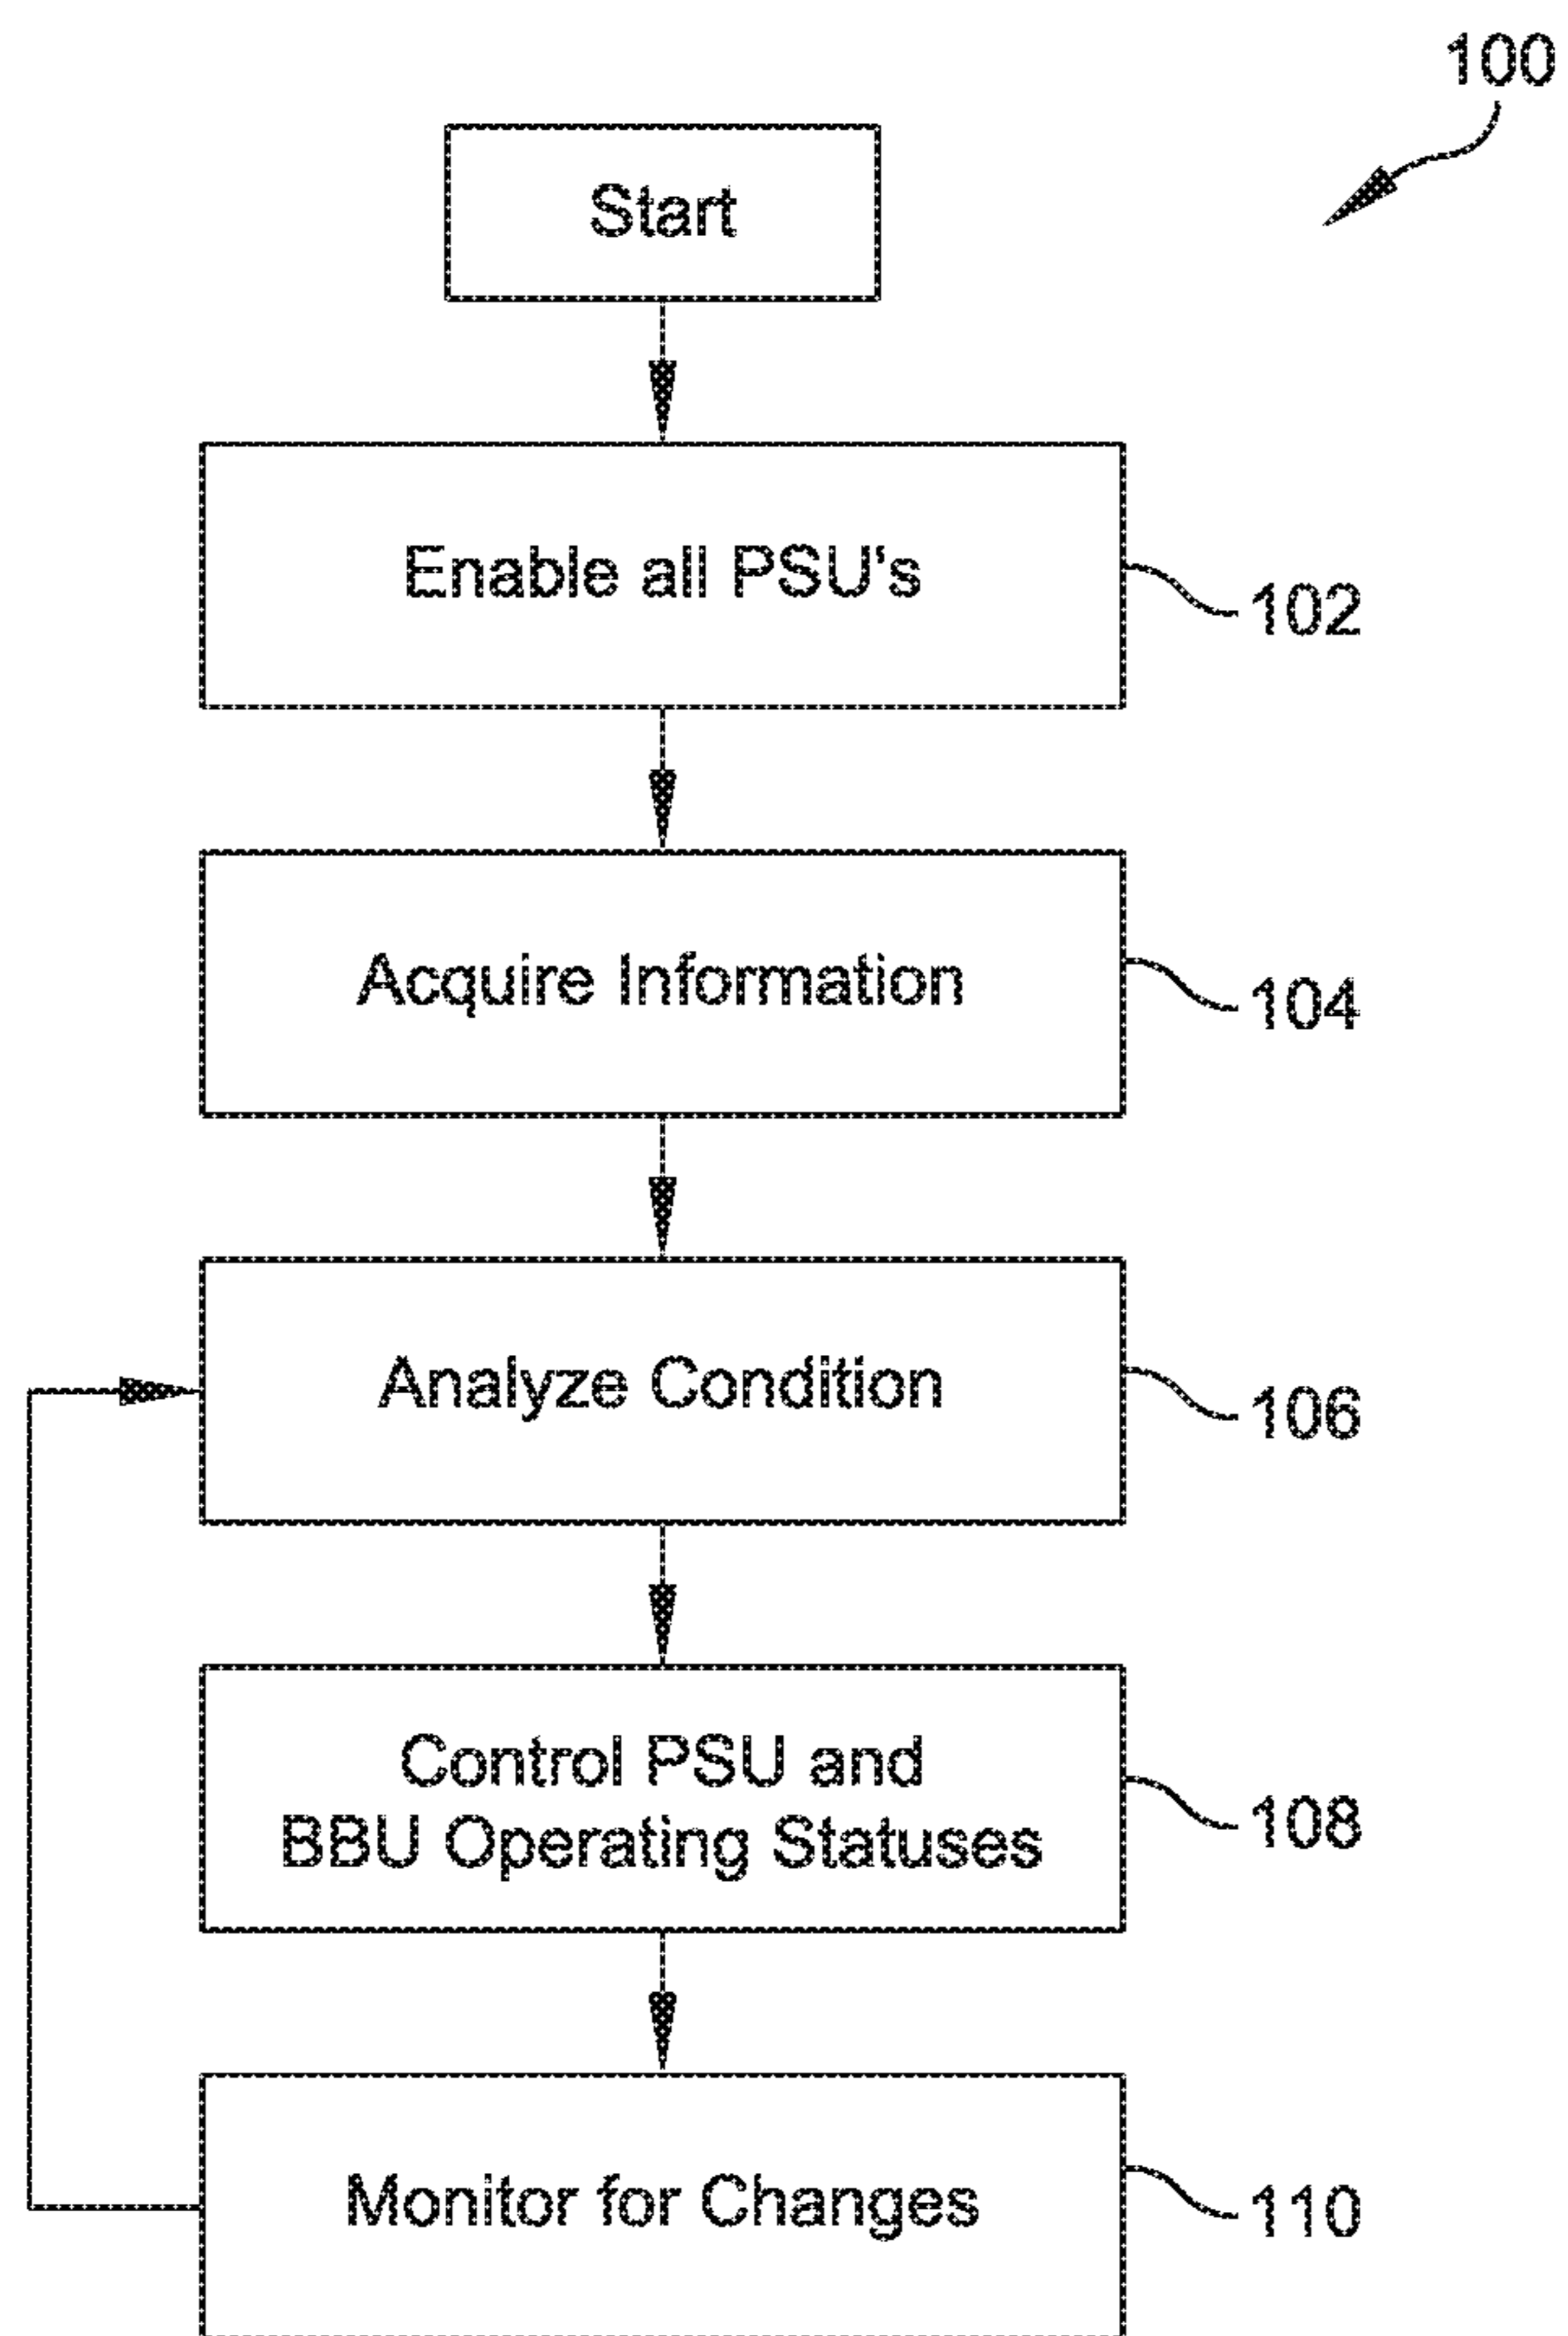 100
Start
Enable all PSU's
102
Acquire Information
104
Analyze Condition
106
Control PSU and
BBU Operating Statuses
108
Monitor for Changes
110